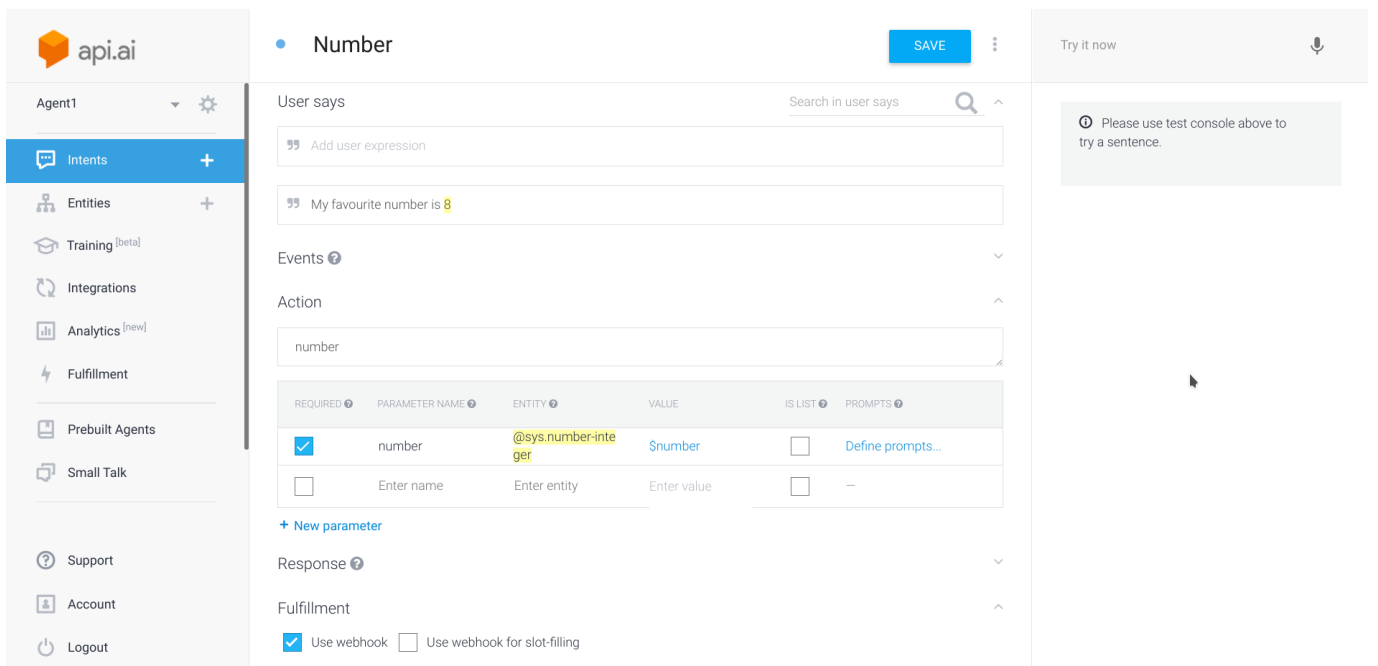 api.ai
Agent1
Intents
Entities
Training [beta]
Integrations
Analytics [new]
Fulfillment
Prebuilt Agents
Small Talk
Support
Account
Logout
Number
SAVE
User says
Search in user says
Add user expression
My favourite number is 8
Events
Action
number
REQUIRED PARAMETER NAME ENTITY VALUE IS LIST PROMPTS
number @sys.number-inte $number Define prompts...
ger
Enter name Enter entity Enter value —
+ New parameter
Response
Fulfillment
Use webhook Use webhook for slot-filling
Try it now
Please use test console above to
try a sentence.